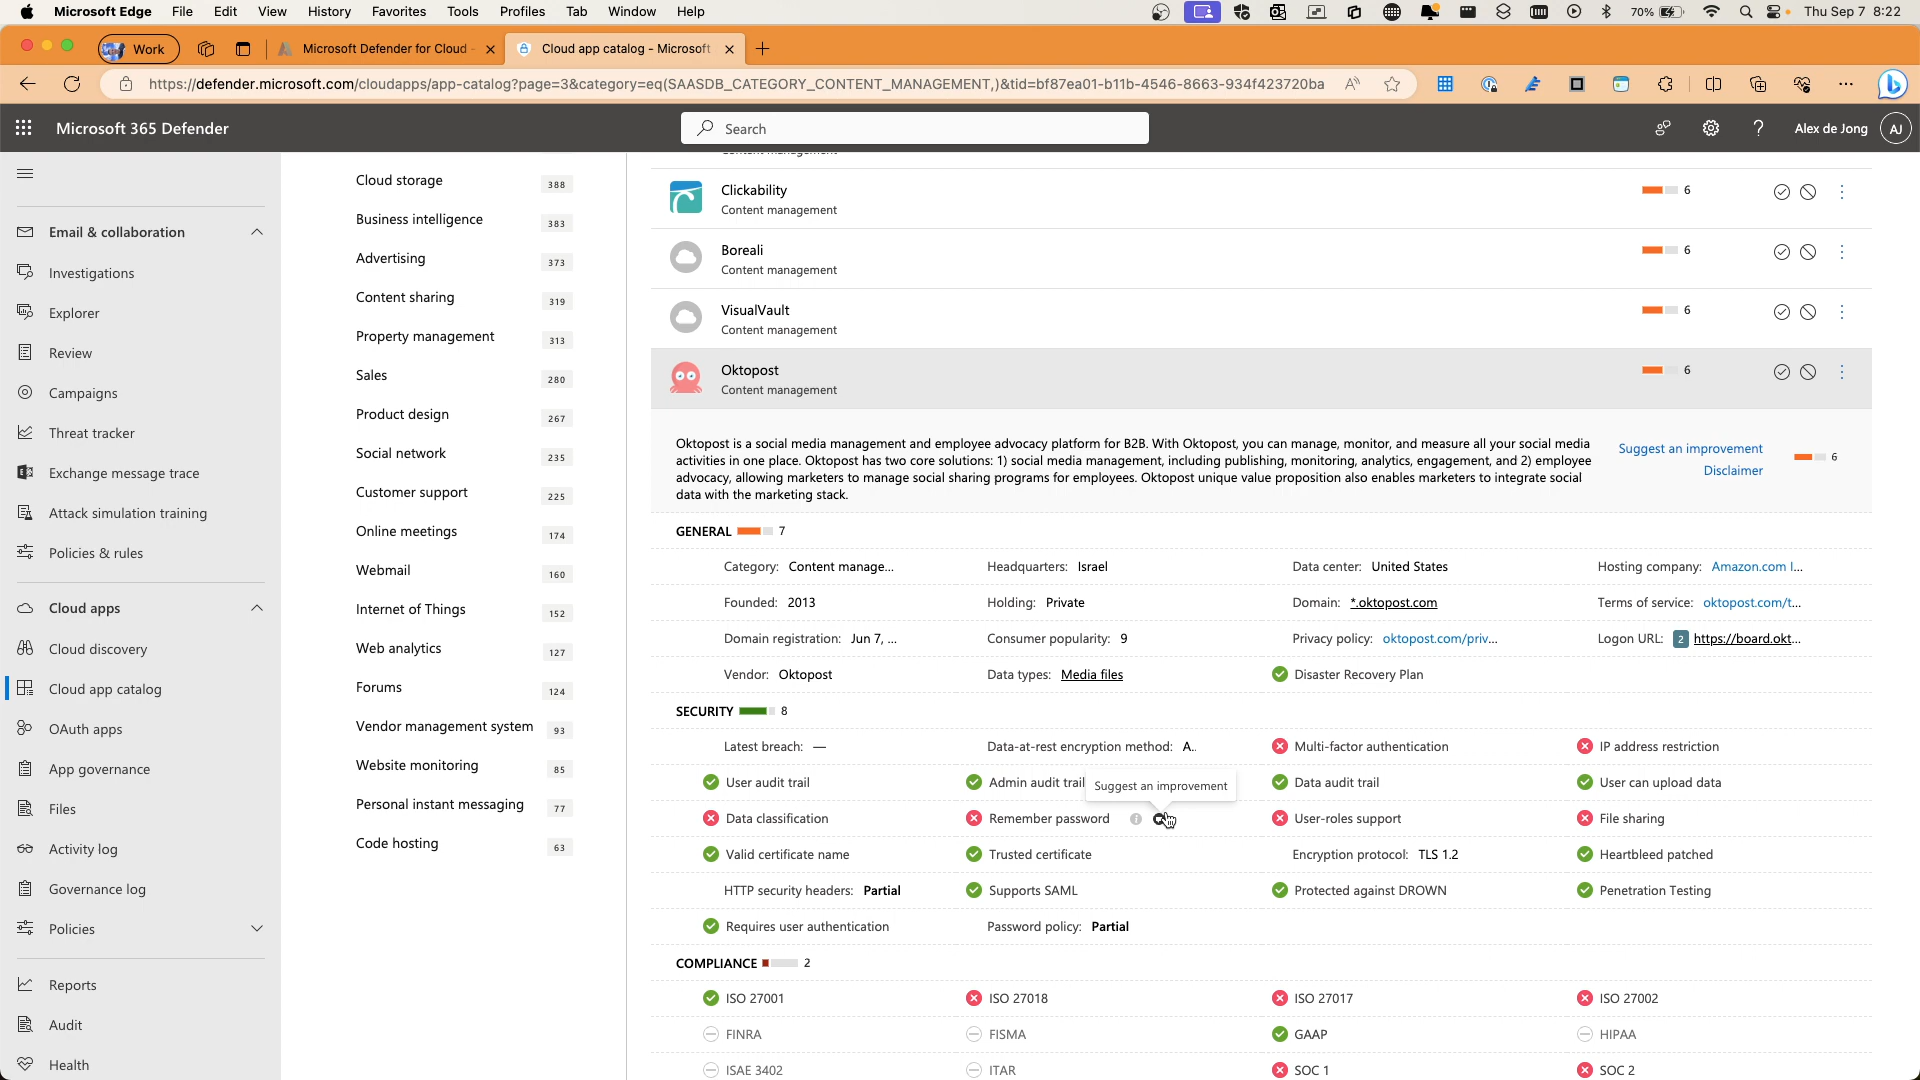 Microsoft Edge File Edit View History Favorites Tools Profiles Tab Window Help 70% Thu Sep 7 8:22
Work Microsoft Defender for Cloud - Cloud app catalog - Microsoft
https://defender.microsoft.com/cloudapps/app-catalog?page=3&category=eq(SAASDB_CATEGORY_CONTENT_MANAGEMENT,)&tid=bf87ea01-b11b-4546-8663-934f423720ba
Microsoft 365 Defender Search Alex de Jong AJ
Email & collaboration
Investigations
Explorer
Review
Campaigns
Threat tracker
Exchange message trace
Attack simulation training
Policies & rules
Cloud apps
Cloud discovery
Cloud app catalog
OAuth apps
App governance
Files
Activity log
Governance log
Policies
Reports
Audit
Health
Cloud storage 388
Business intelligence 383
Advertising 373
Content sharing 319
Property management 313
Sales 280
Product design 267
Social network 235
Customer support 225
Online meetings 174
Webmail 160
Internet of Things 152
Web analytics 127
Forums 124
Vendor management system 93
Website monitoring 85
Personal instant messaging 77
Code hosting 63
Content management
Clickability 6
Content management
Boreali 6
Content management
VisualVault 6
Content management
Oktopost 6
Content management
Oktopost is a social media management and employee advocacy platform for B2B. With Oktopost, you can manage, monitor, and measure all your social media
activities in one place. Oktopost has two core solutions: 1) social media management, including publishing, monitoring, analytics, engagement, and 2) employee
advocacy, allowing marketers to manage social sharing programs for employees. Oktopost unique value proposition also enables marketers to integrate social
data with the marketing stack.
Suggest an improvement 6
Disclaimer
GENERAL 7
Category: Content manage... Headquarters: Israel Data center: United States Hosting company: Amazon.com I...
Founded: 2013 Holding: Private Domain: *.oktopost.com Terms of service: oktopost.com/t...
Domain registration: Jun 7, ... Consumer popularity: 9 Privacy policy: oktopost.com/priv... Logon URL: 2 https://board.okt...
Vendor: Oktopost Data types: Media files Disaster Recovery Plan
SECURITY 8
Latest breach: — Data-at-rest encryption method: A.. Multi-factor authentication IP address restriction
User audit trail Admin audit trail Suggest an improvement Data audit trail User can upload data
Data classification Remember password User-roles support File sharing
Valid certificate name Trusted certificate Encryption protocol: TLS 1.2 Heartbleed patched
HTTP security headers: Partial Supports SAML Protected against DROWN Penetration Testing
Requires user authentication Password policy: Partial
COMPLIANCE 2
ISO 27001 ISO 27018 ISO 27017 ISO 27002
FINRA FISMA GAAP HIPAA
ISAE 3402 ITAR SOC 1 SOC 2